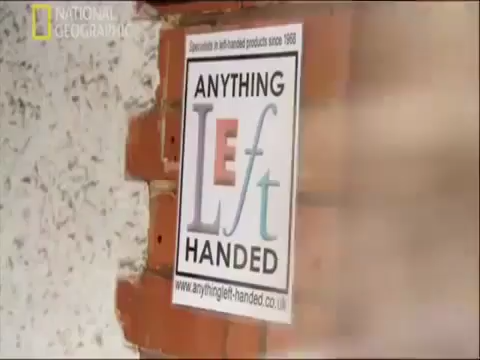 NATIONAL
GEOGRAPHIC
Specialists in left-handed products since 1968
ANYTHING
LEft
HANDED
www.anythingleft-handed.co.uk